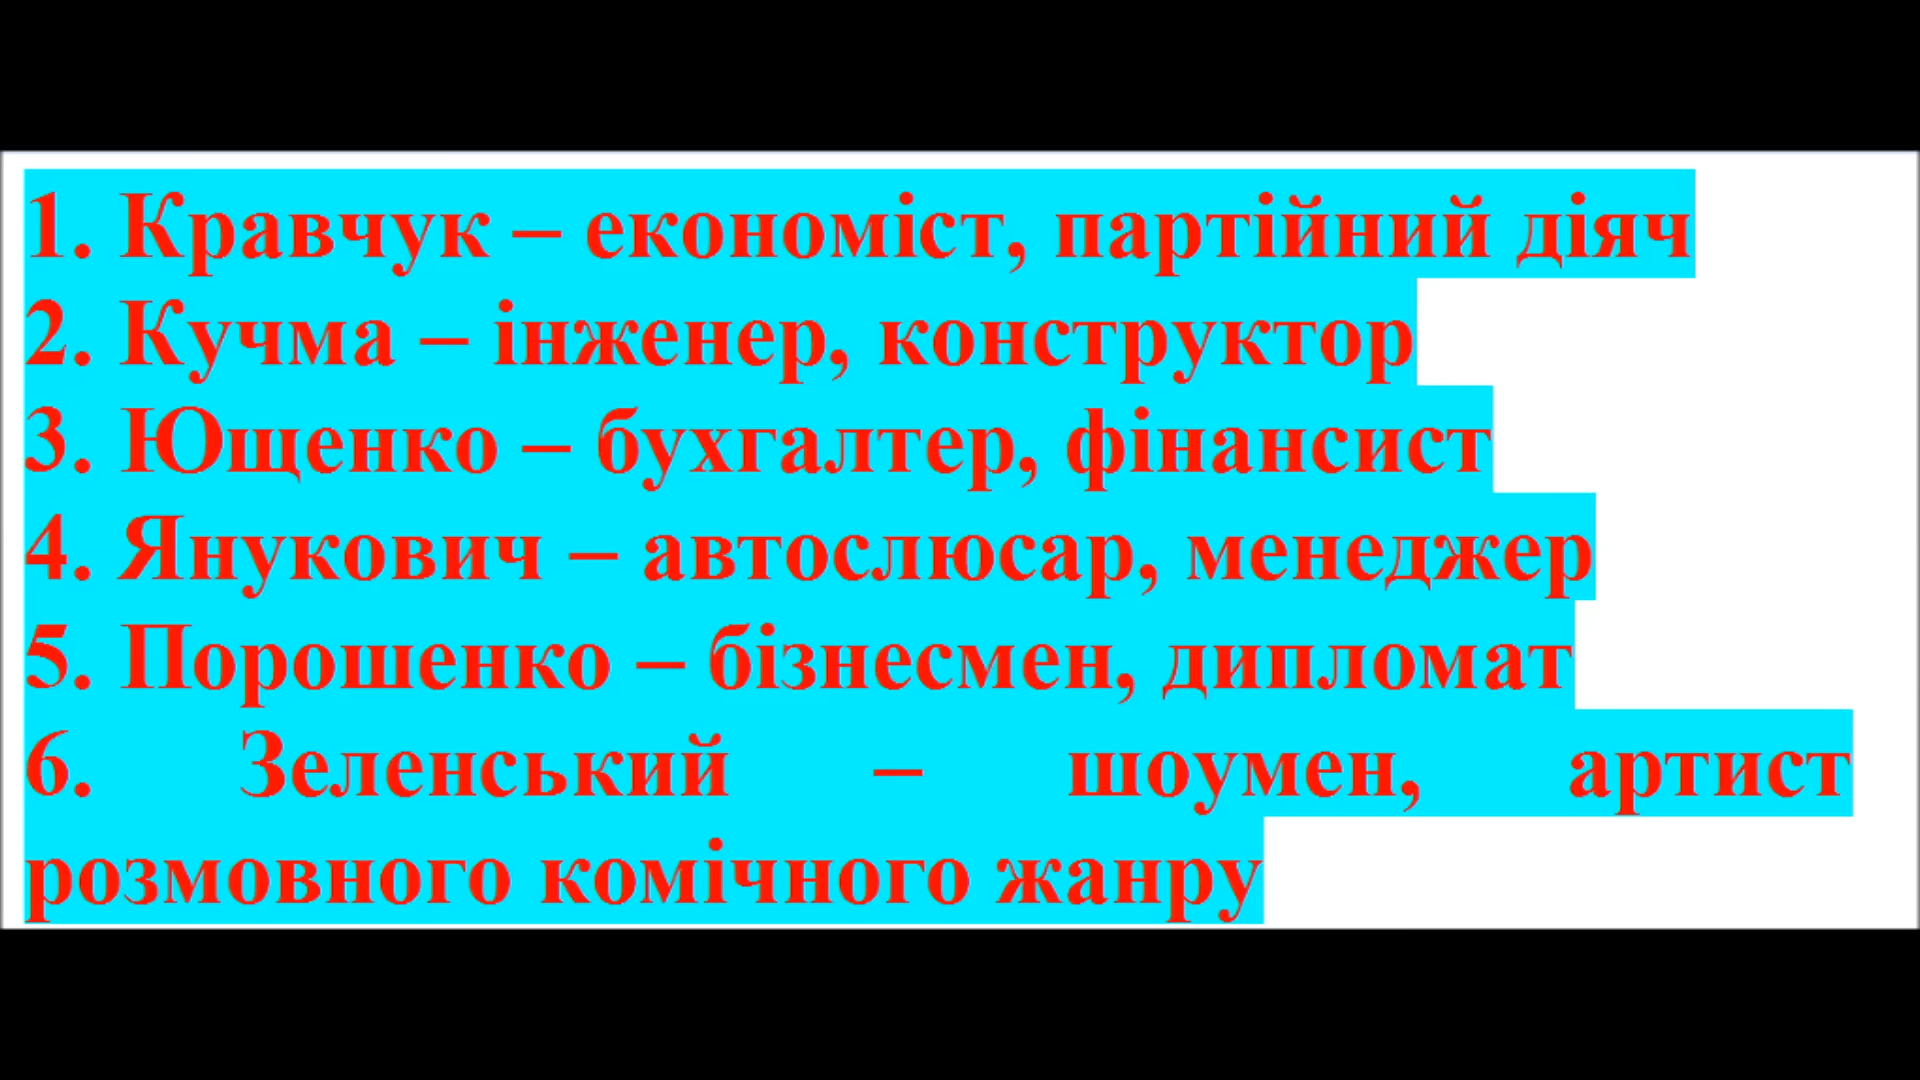 1. Кравчук – економіст, партійний діяч
2. Кучма – інженер, конструктор
3. Ющенко – бухгалтер, фінансист
4. Янукович – автослюсар, менеджер
5. Порошенко – бізнесмен, дипломат
6. Зеленський – шоумен, артист
розмовного комічного жанру